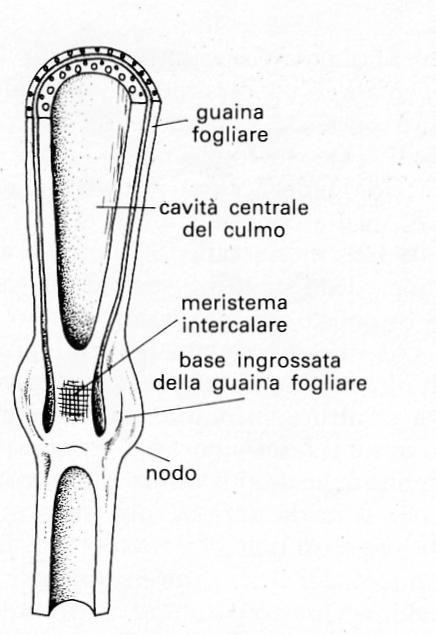 guaina
fogliare
cavità centrale
del culmo
meristema
intercalare
base ingrossata
della guaina fogliare
nodo